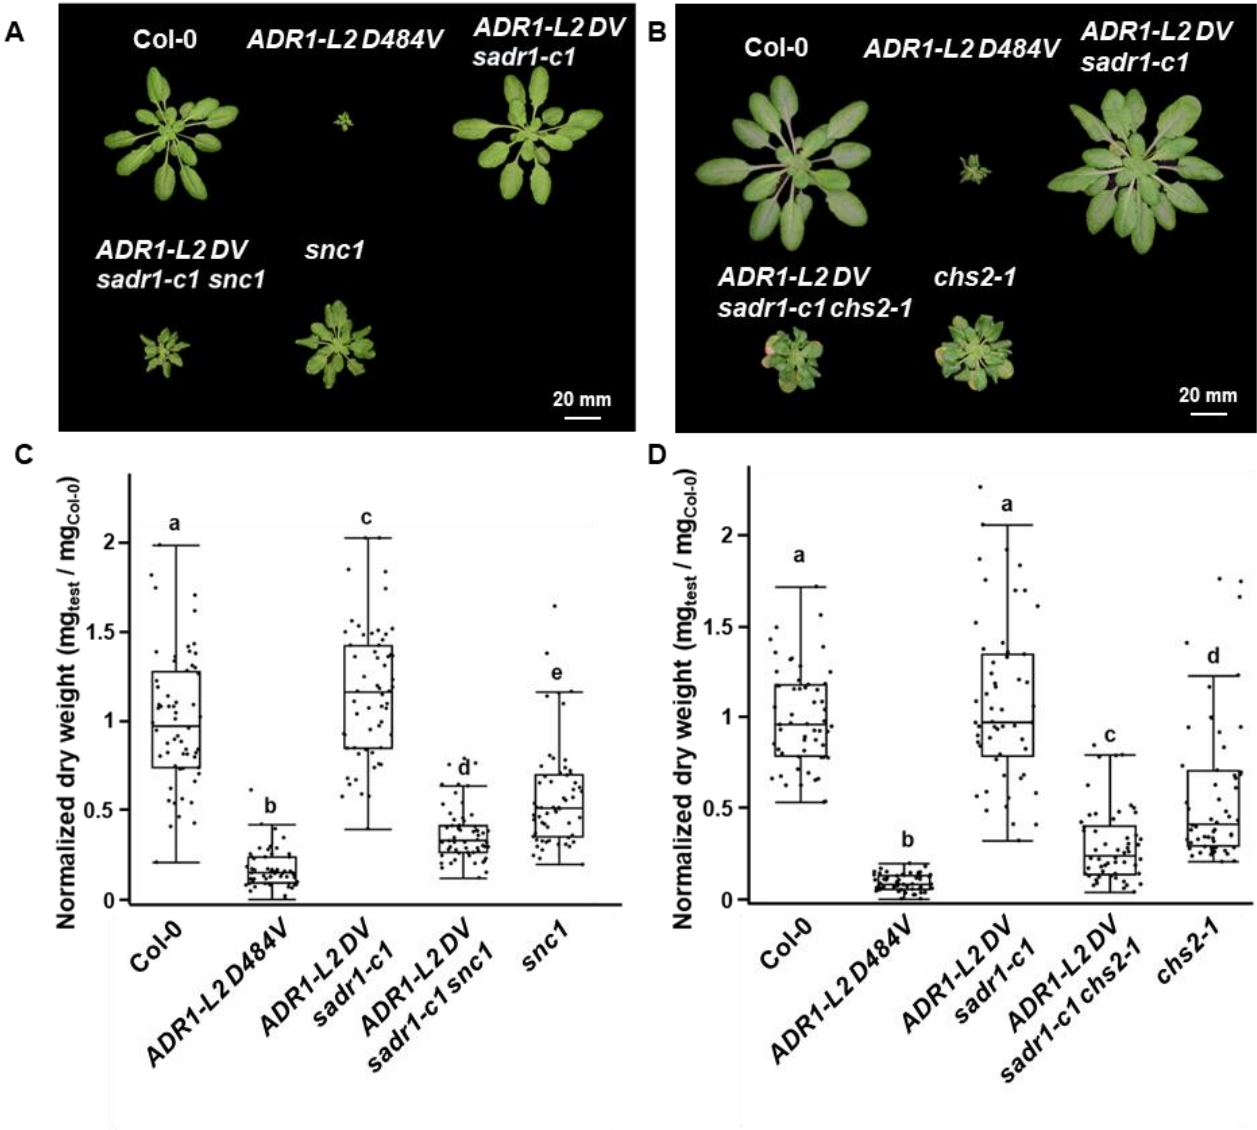 A
Col-0
ADR1-L2 D484V
ADR1-L2 DV
sadr1-c1
ADR1-L2 DV
sadr1-c1 snc1
snc1
20 mm
B
Col-0
ADR1-L2 D484V
ADR1-L2 DV
sadr1-c1
ADR1-L2 DV
sadr1-c1 chs2-1
chs2-1
20 mm
C
Normalized dry weight (mgtest / mgCol-0)
2
1.5
1
0.5
0
a
b
c
d
e
Col-0
ADR1-L2 D484V
ADR1-L2 DV
sadr1-c1
ADR1-L2 DV
sadr1-c1 snc1
snc1
D
Normalized dry weight (mgtest / mgCol-0)
2
1.5
1
0.5
0
a
b
a
c
d
Col-0
ADR1-L2 D484V
ADR1-L2 DV
sadr1-c1
ADR1-L2 DV
sadr1-c1 chs2-1
chs2-1